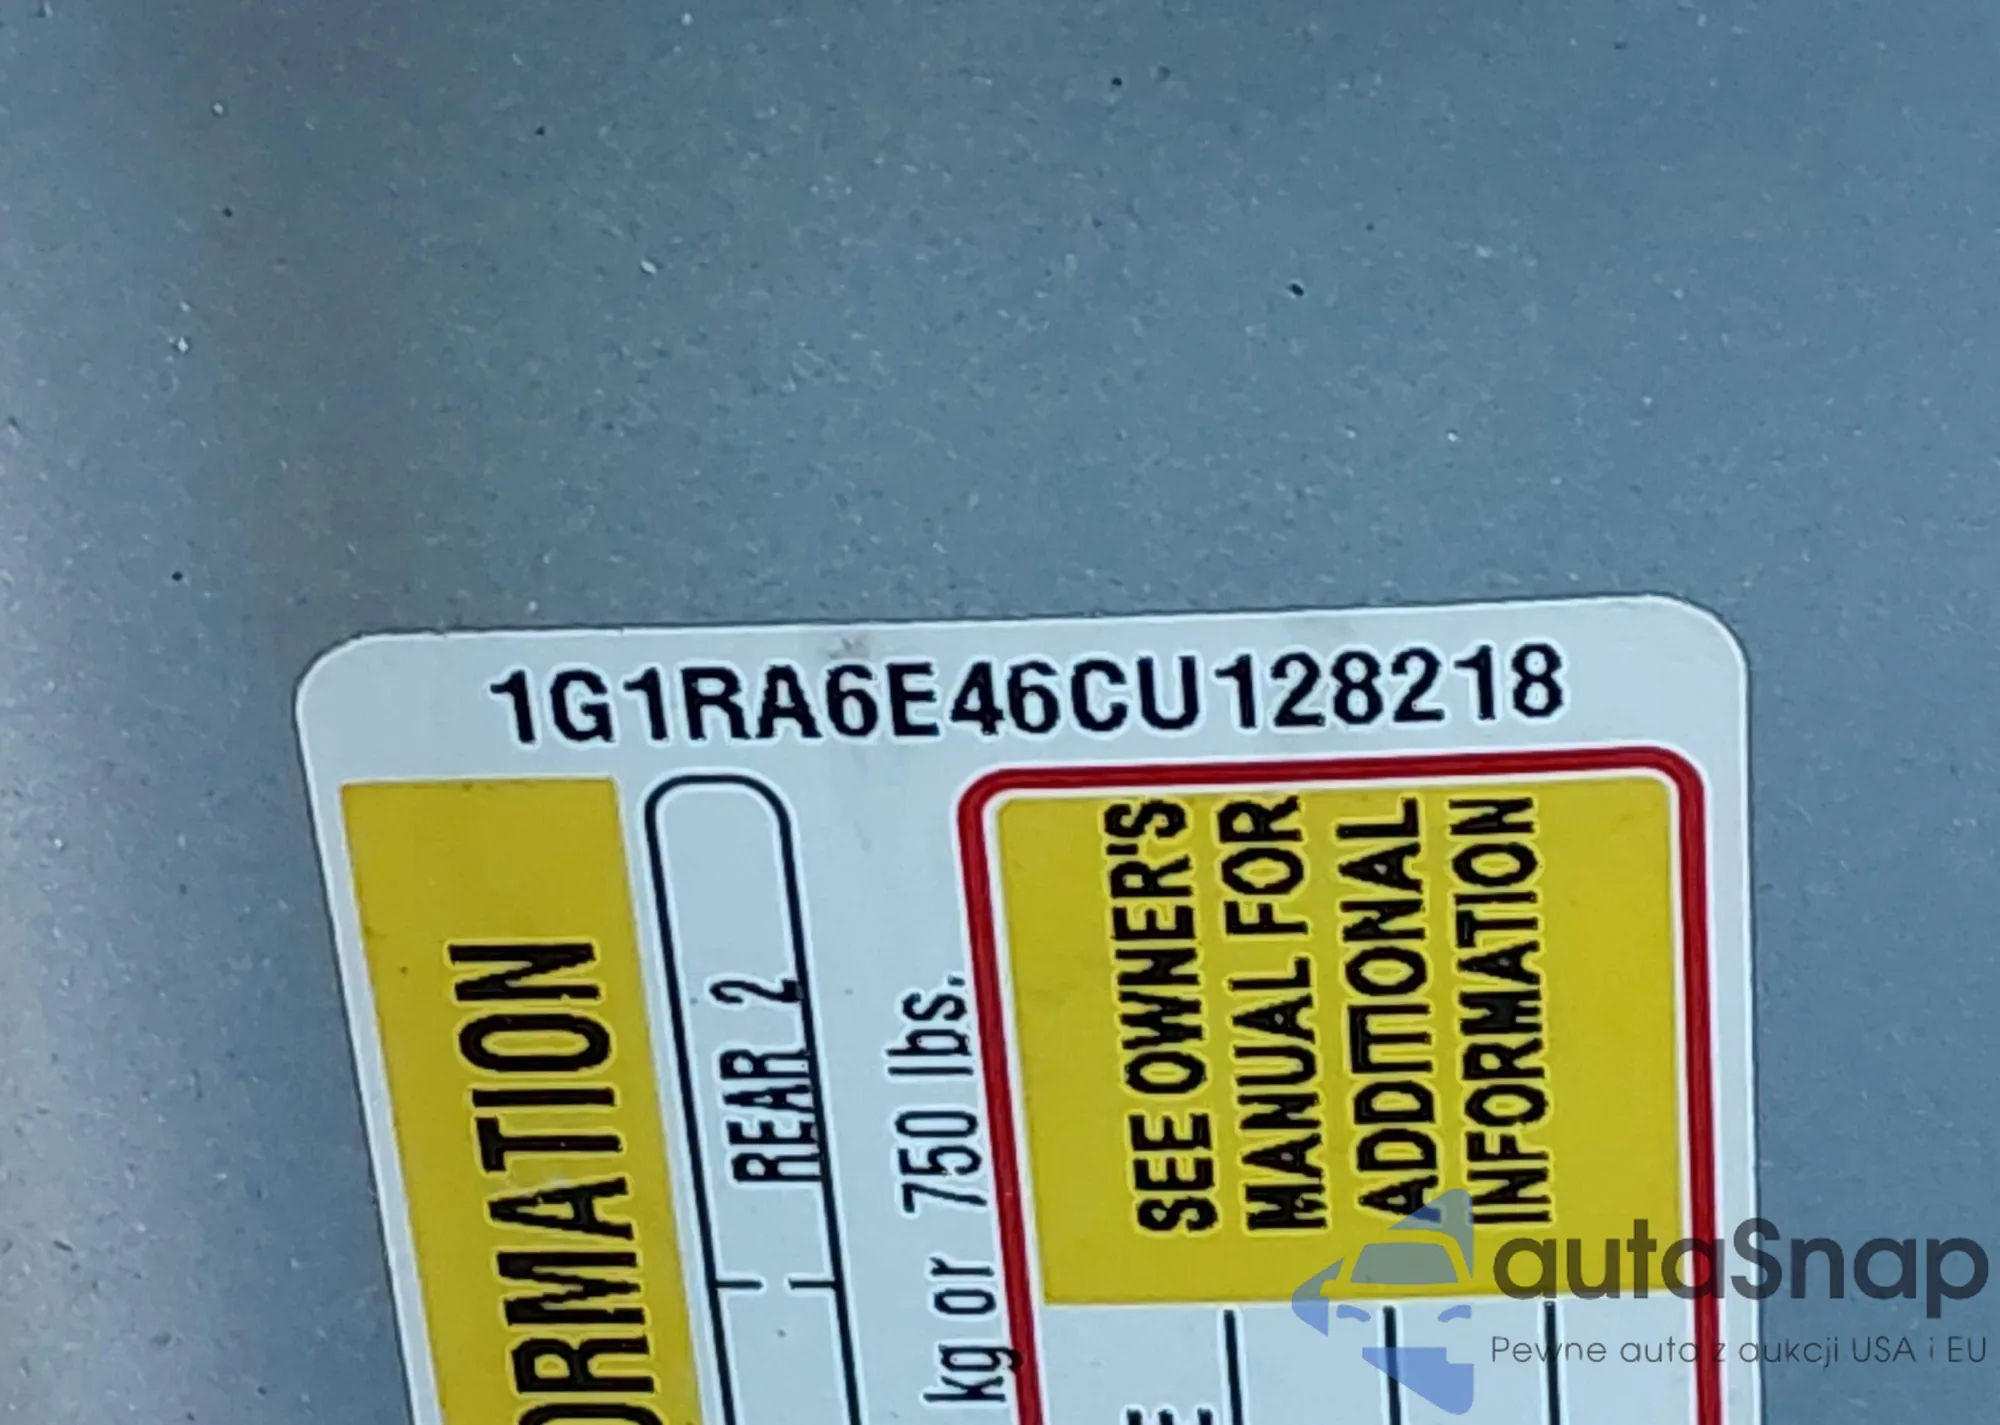 1G1RA6E46CU128218
ORMATION
REAR 2
kg or 750 lbs.
SEE OWNER'S
MANUAL FOR
ADDITIONAL
INFORMATION
E
autaSnap
Pewne auta z aukcji USA i EU